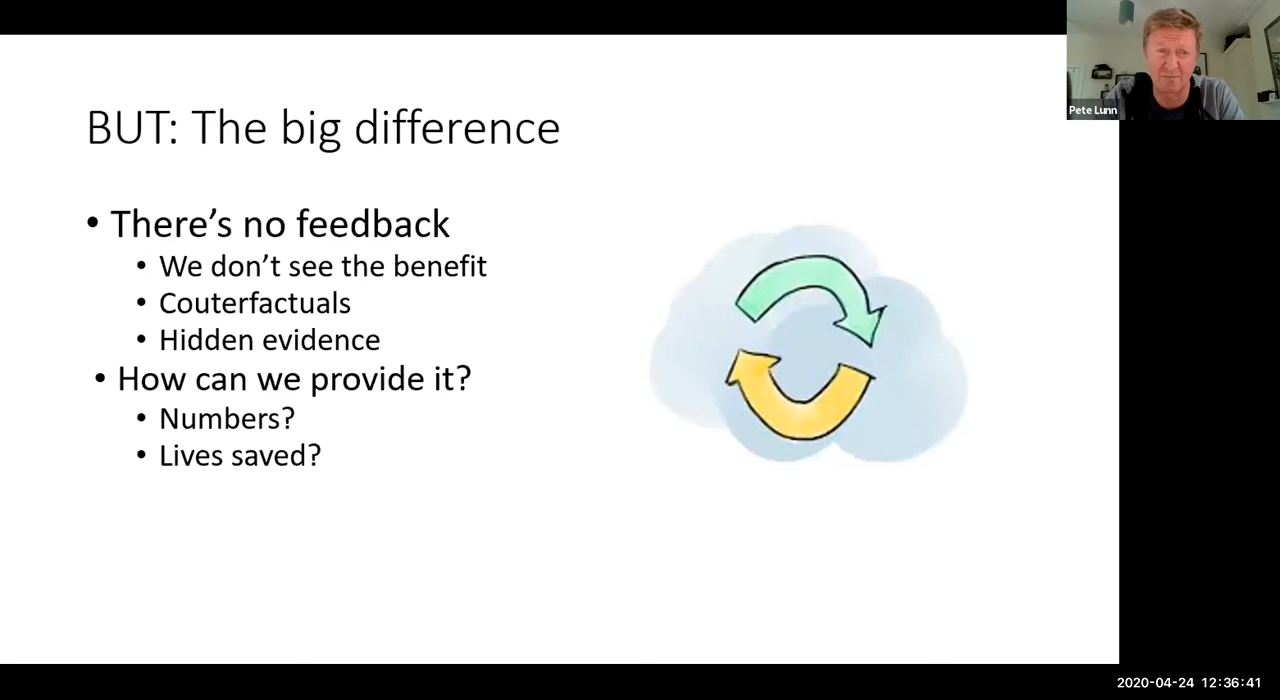 BUT: The big difference
• There’s no feedback
• We don’t see the benefit
• Couterfactuals
• Hidden evidence
• How can we provide it?
• Numbers?
• Lives saved?
Pete Lunn
2020-04-24 12:36:41